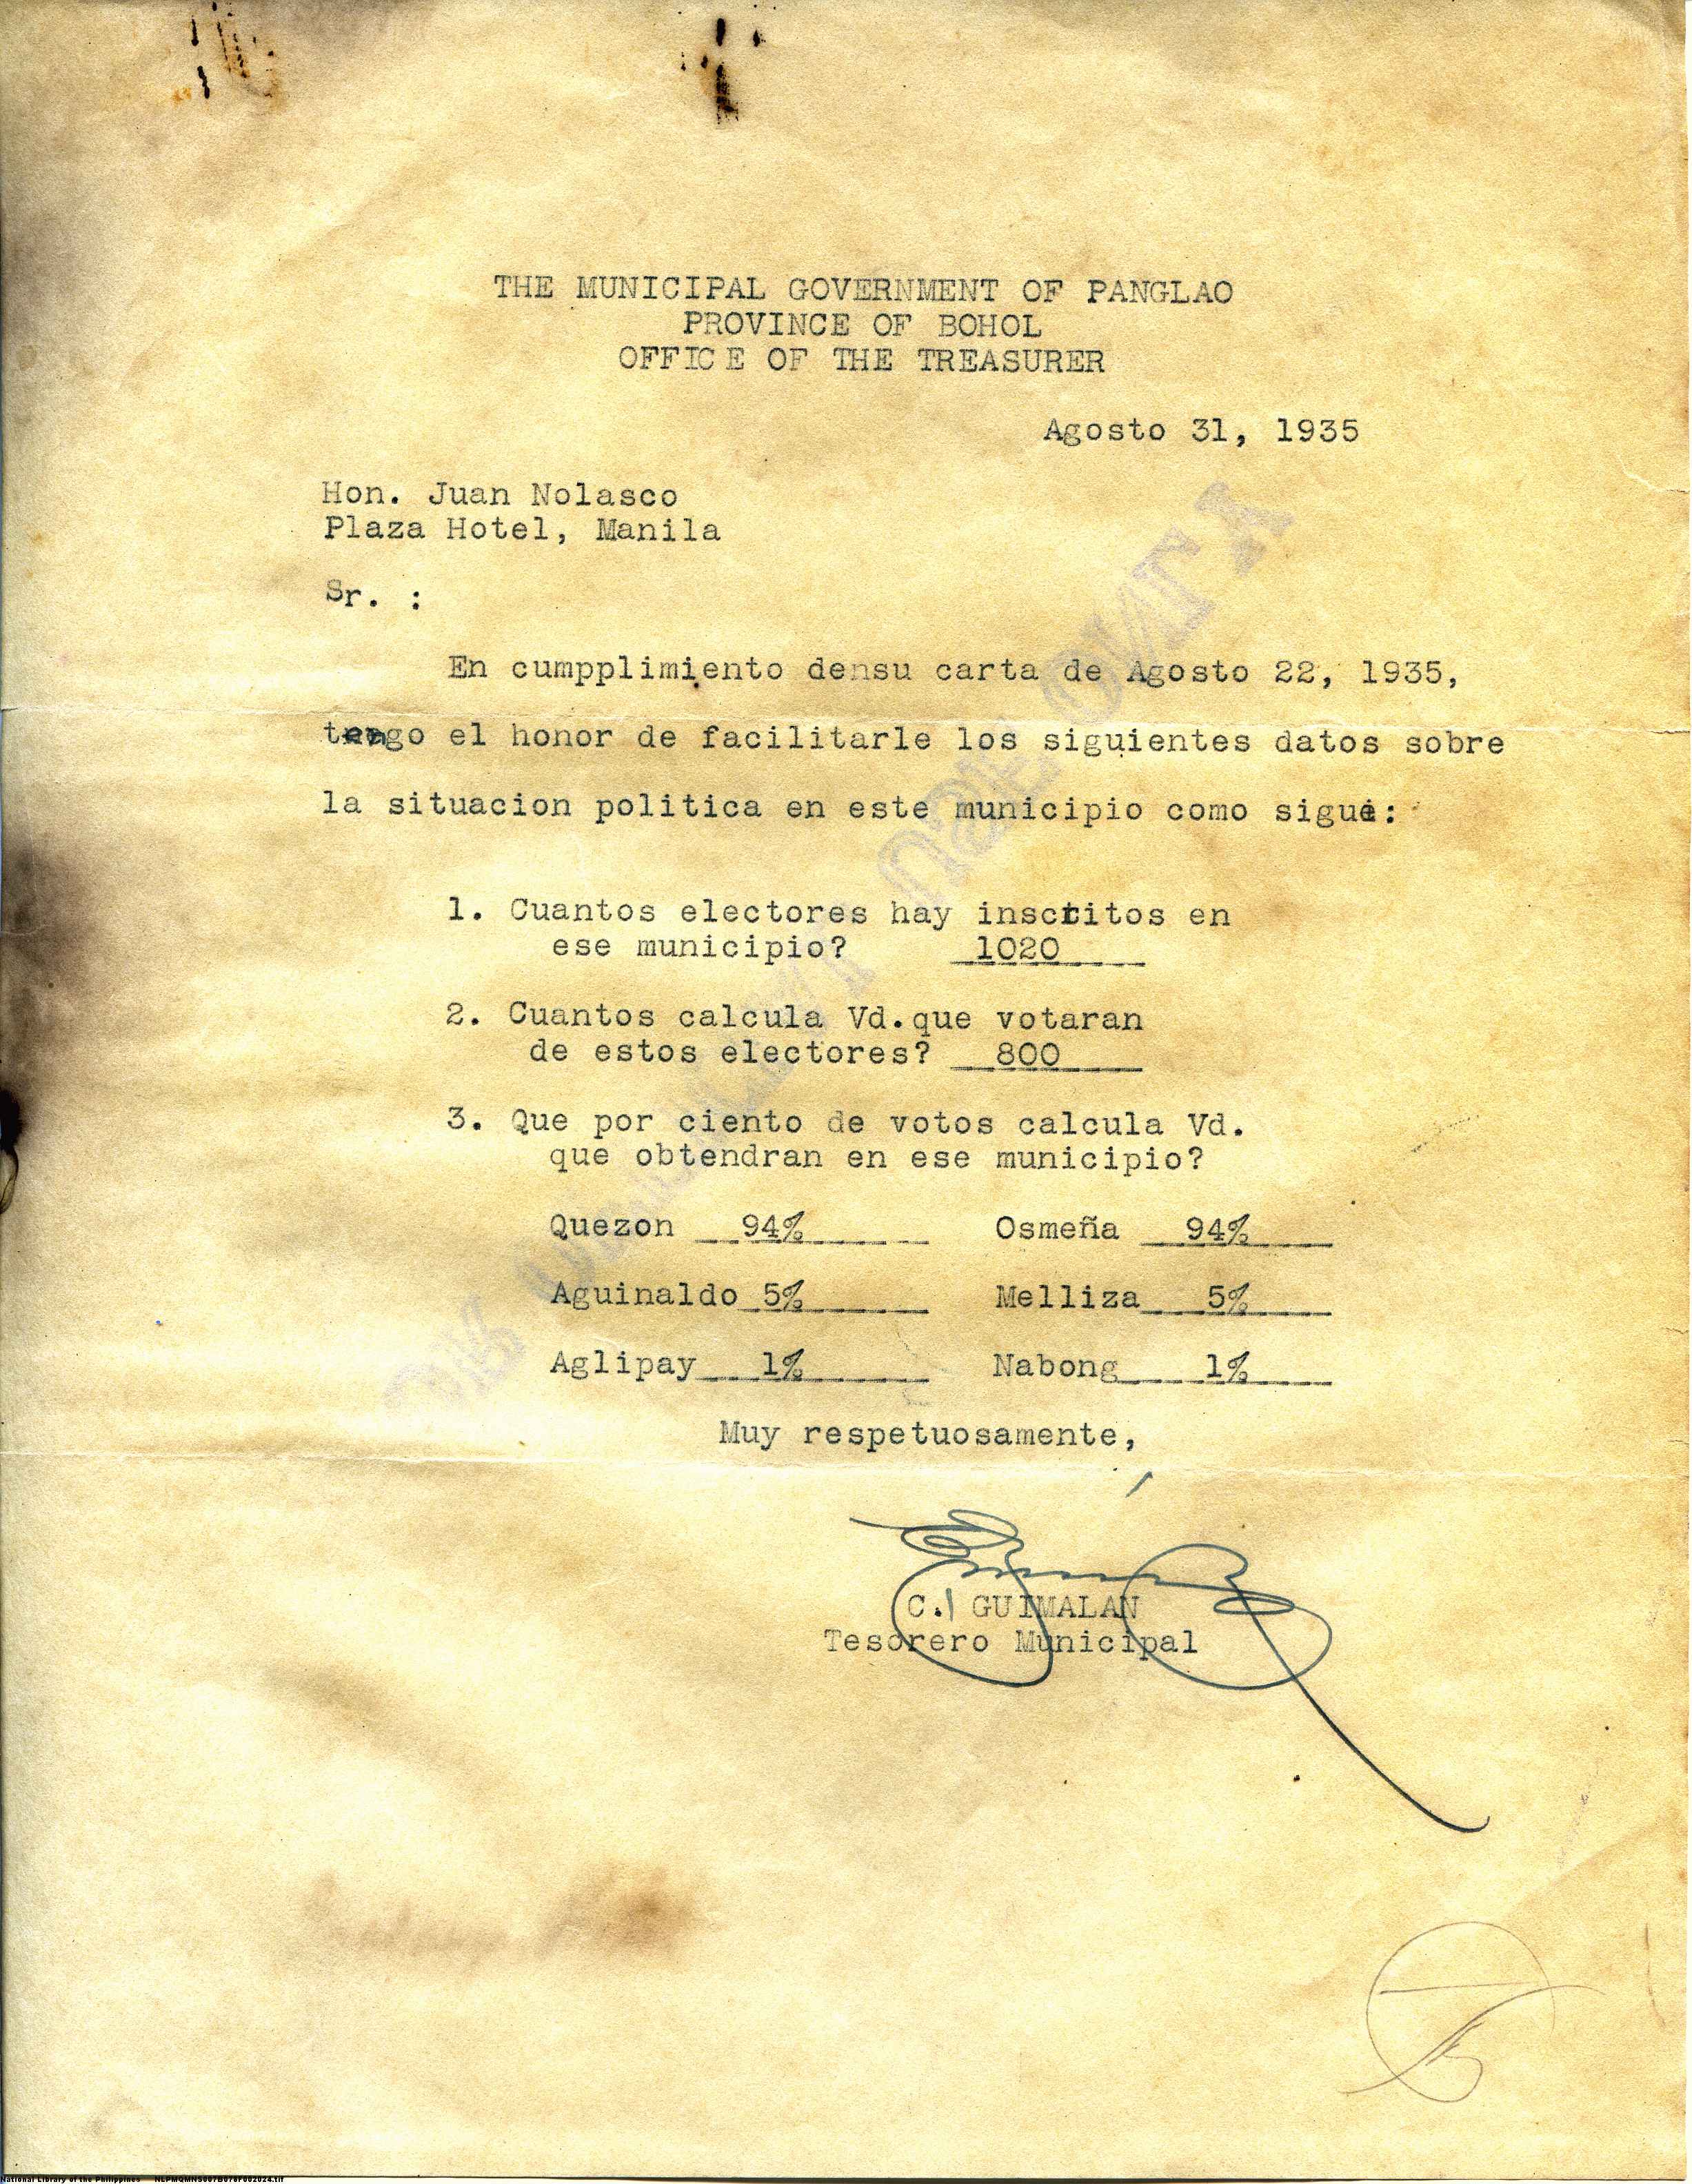 THE MUNICIPAL GOVERNMENT OF PANGLAO
PROVINCE OF BOHOL
OFFICE OF THE TREASURER
Agosto 31, 1935
Hon. Juan Nolasco
Plaza Hotel, Manila
Sr. :
En cumpplimiento densu carta de Agosto 22, 1935,
tengo el honor de facilitarle los siguientes datos sobre
la situacion politica en este municipio como sigue:
1. Cuantos electores hay inscritos en
ese municipio? 1020
2. Cuantos calcula Vd.que votaran
de estos electores? 800
3. Que por ciento de votos calcula Vd.
que obtendran en ese municipio?
Quezon 94% Osmeña 94%
Aguinaldo 5% Melliza 5%
Aglipay 1% Nabong 1%
Muy respetuosamente,
C. GUIMALAN
Tesorero Municipal
National Library of the Philippines